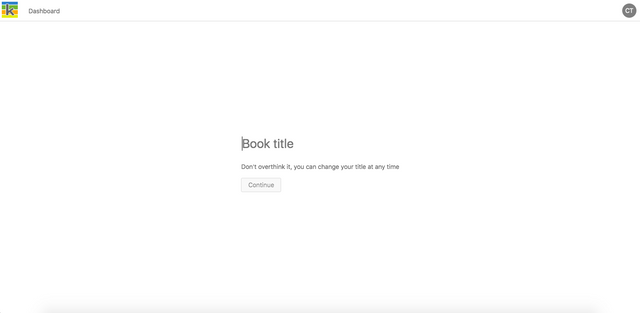 k
Dashboard
CT
Book title
Don't overthink it, you can change your title at any time
Continue